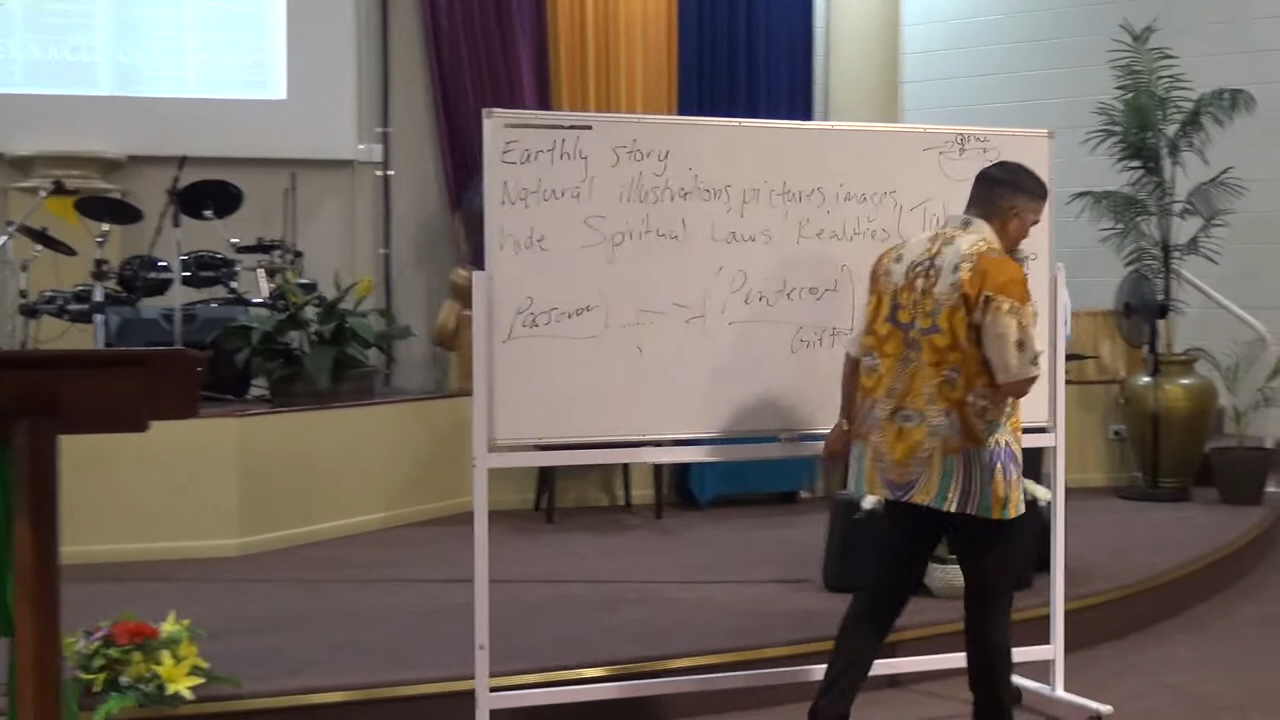 Earthly story
Natural illustrations, pictures, images
hide Spiritual Laws Realities
Passover "Pentecost"
Gift